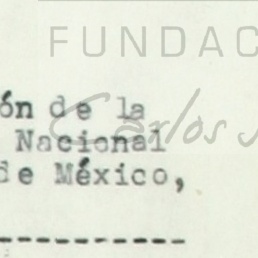 FUNDAC
ón de la
Nacional
de México,
Carlos